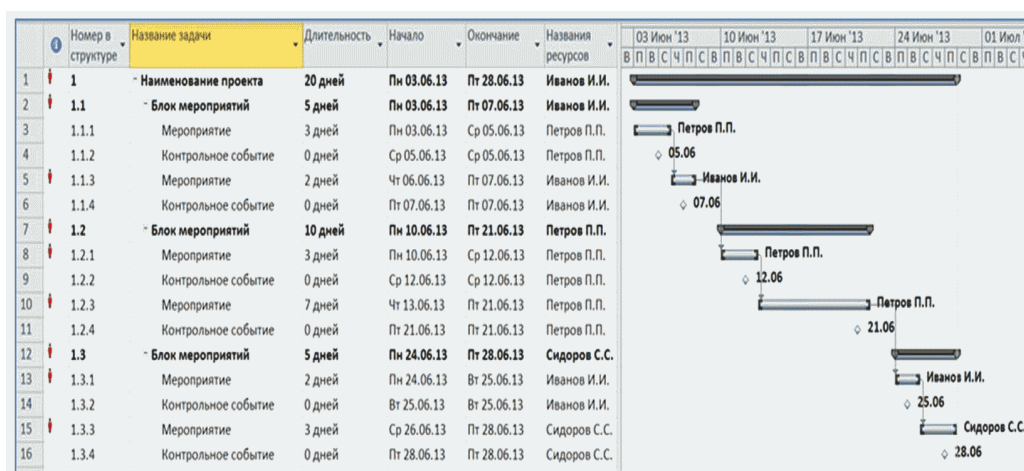 Номер в структуре Название задачи Длительность Начало Окончание Названия ресурсов 03 Июн '13 10 Июн '13 17 Июн '13 24 Июн '13 01 Июл '
В П В С Ч П С В П В С Ч П С В П В С Ч П С В П В С Ч П С В П В С Ч
1 1 Наименование проекта 20 дней Пн 03.06.13 Пт 28.06.13 Иванов И.И.
2 1.1 Блок мероприятий 5 дней Пн 03.06.13 Пт 07.06.13 Иванов И.И.
3 1.1.1 Мероприятие 3 дней Пн 03.06.13 Ср 05.06.13 Петров П.П. Петров П.П.
4 1.1.2 Контрольное событие 0 дней Ср 05.06.13 Ср 05.06.13 Петров П.П. 05.06
5 1.1.3 Мероприятие 2 дней Чт 06.06.13 Пт 07.06.13 Иванов И.И. Иванов И.И.
6 1.1.4 Контрольное событие 0 дней Пт 07.06.13 Пт 07.06.13 Иванов И.И. 07.06
7 1.2 Блок мероприятий 10 дней Пн 10.06.13 Пт 21.06.13 Петров П.П.
8 1.2.1 Мероприятие 3 дней Пн 10.06.13 Ср 12.06.13 Петров П.П. Петров П.П.
9 1.2.2 Контрольное событие 0 дней Ср 12.06.13 Ср 12.06.13 Петров П.П. 12.06
10 1.2.3 Мероприятие 7 дней Чт 13.06.13 Пт 21.06.13 Петров П.П. Петров П.П.
11 1.2.4 Контрольное событие 0 дней Пт 21.06.13 Пт 21.06.13 Петров П.П. 21.06
12 1.3 Блок мероприятий 5 дней Пн 24.06.13 Пт 28.06.13 Сидоров С.С.
13 1.3.1 Мероприятие 2 дней Пн 24.06.13 Вт 25.06.13 Иванов И.И. Иванов И.И.
14 1.3.2 Контрольное событие 0 дней Вт 25.06.13 Вт 25.06.13 Иванов И.И. 25.06
15 1.3.3 Мероприятие 3 дней Ср 26.06.13 Пт 28.06.13 Сидоров С.С. Сидоров С.С.
16 1.3.4 Контрольное событие 0 дней Пт 28.06.13 Пт 28.06.13 Сидоров С.С. 28.06